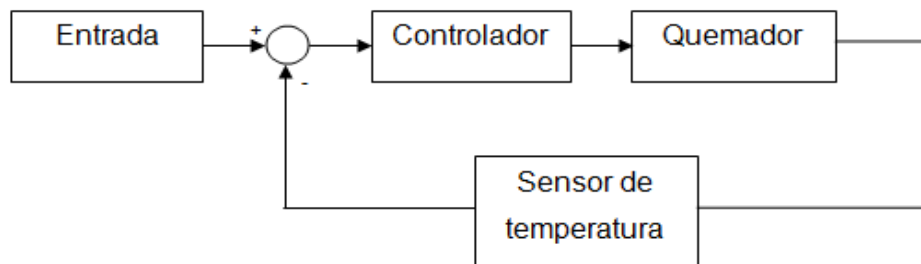 Entrada
+
Controlador
Quemador
-
Sensor de
temperatura